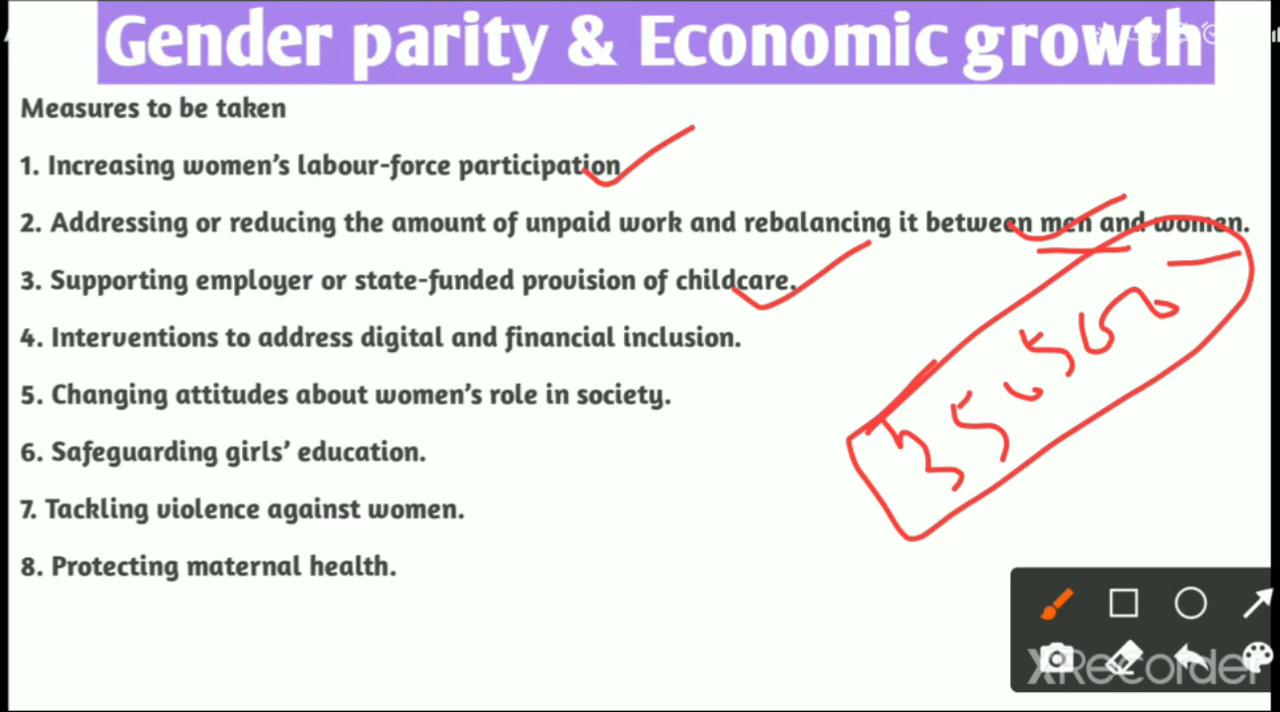 Gender parity & Economic growth
Measures to be taken
1. Increasing women's labour-force participation
2. Addressing or reducing the amount of unpaid work and rebalancing it between men and women.
3. Supporting employer or state-funded provision of childcare.
4. Interventions to address digital and financial inclusion.
5. Changing attitudes about women's role in society.
6. Safeguarding girls' education.
7. Tackling violence against women.
8. Protecting maternal health.
XRecorder